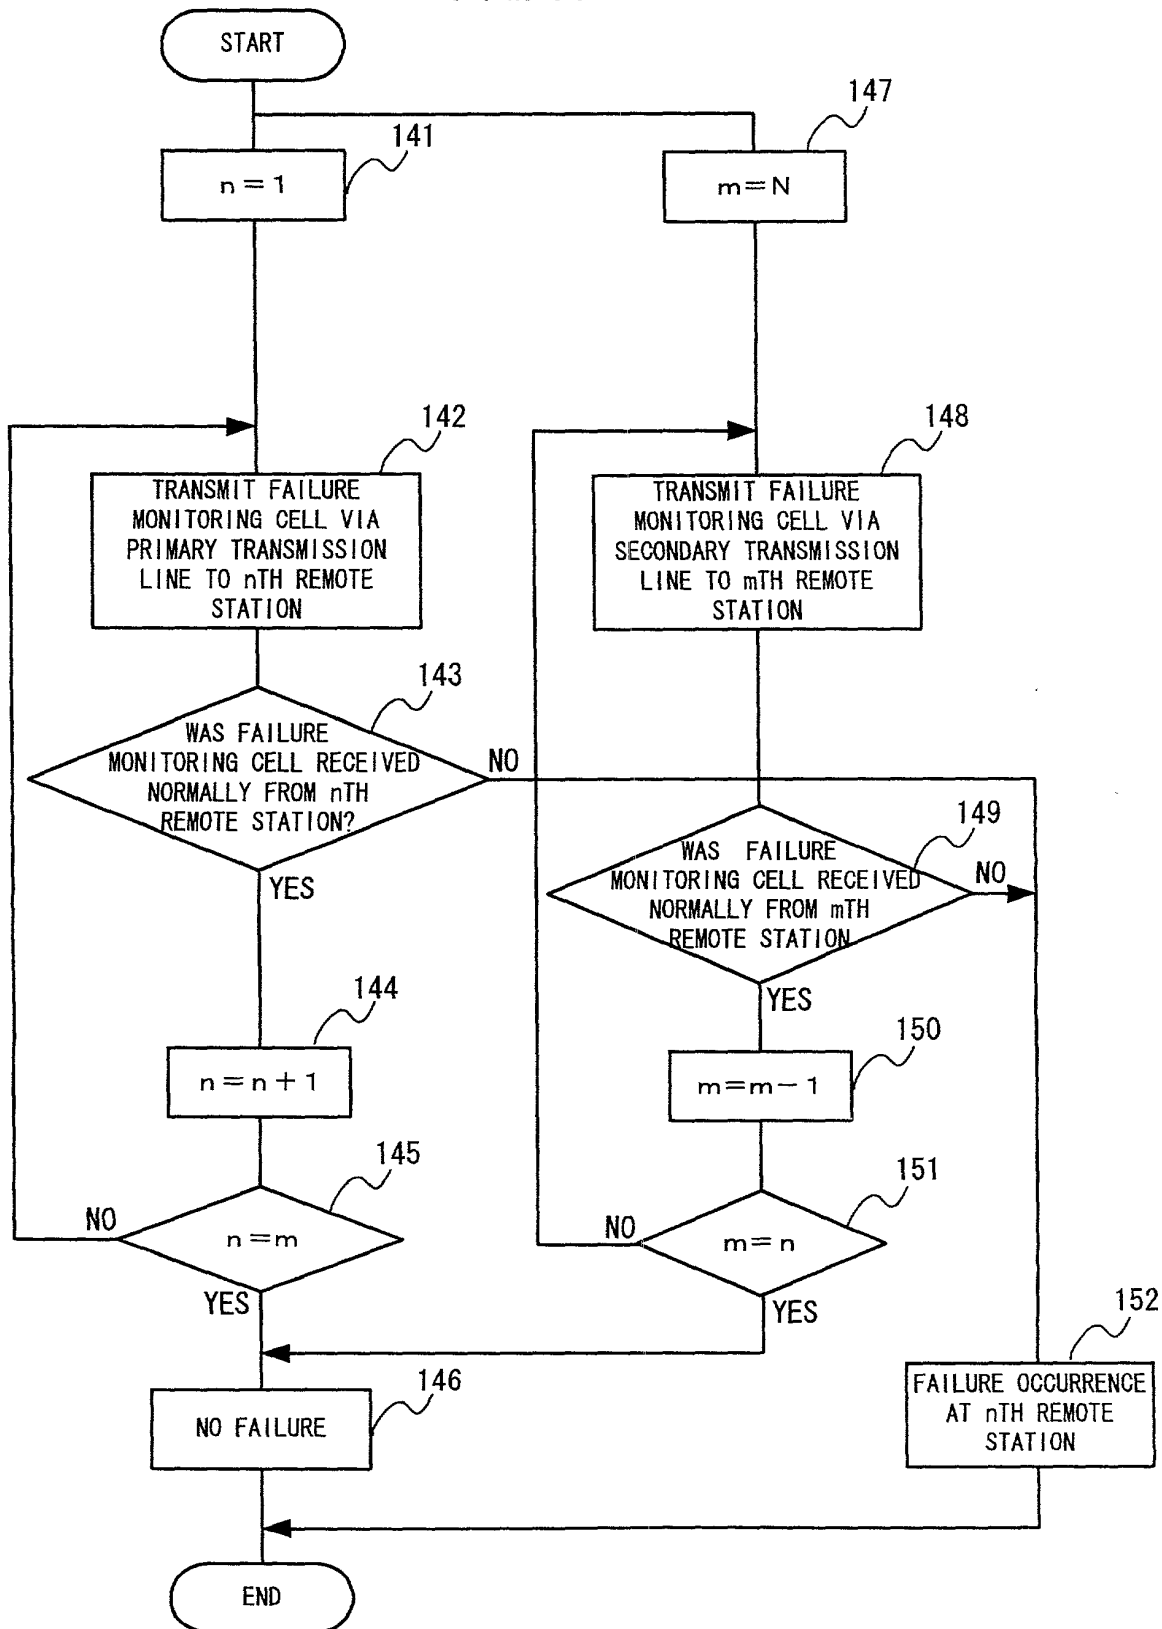 START
147
141
n=1
m=N
142
148
TRANSMIT FAILURE
MONITORING CELL VIA
PRIMARY TRANSMISSION
LINE TO nTH REMOTE
STATION
TRANSMIT FAILURE
MONITORING CELL VIA
SECONDARY TRANSMISSION
LINE TO mTH REMOTE
STATION
143
WAS FAILURE
MONITORING CELL RECEIVED
NORMALLY FROM nTH
REMOTE STATION?
NO
YES
149
WAS FAILURE
MONITORING CELL RECEIVED
NORMALLY FROM mTH
REMOTE STATION
NO
YES
144
n=n+1
150
m=m-1
145
n=m
NO
YES
151
m=n
NO
YES
152
FAILURE OCCURRENCE
AT nTH REMOTE
STATION
146
NO FAILURE
END